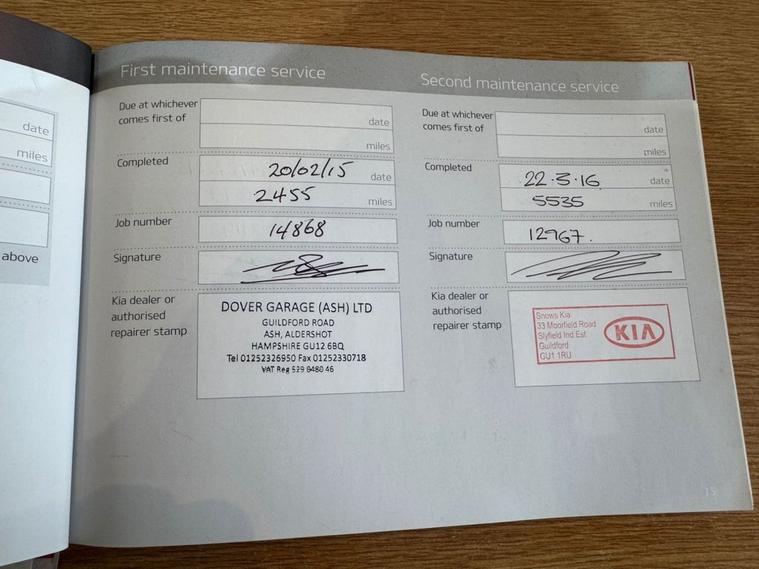 date
miles
above
First maintenance service
Due at whichever
comes first of
date
miles
Completed
20/02/15 date
2455 miles
Job number
14868
Signature
Kia dealer or
authorised
repairer stamp
DOVER GARAGE (ASH) LTD
GUILDFORD ROAD
ASH, ALDERSHOT
HAMPSHIRE GU12 6BQ
Tel 01252326950 Fax 01252330718
VAT Reg 529 6480 46
Second maintenance service
Due at whichever
comes first of
date
miles
Completed
22.3.16 date
5535 miles
Job number
12967.
Signature
Kia dealer or
authorised
repairer stamp
Snows Kia
33 Moorfield Road
Slyfield Ind Est
Guildford
GU1 1RU
KIA
15